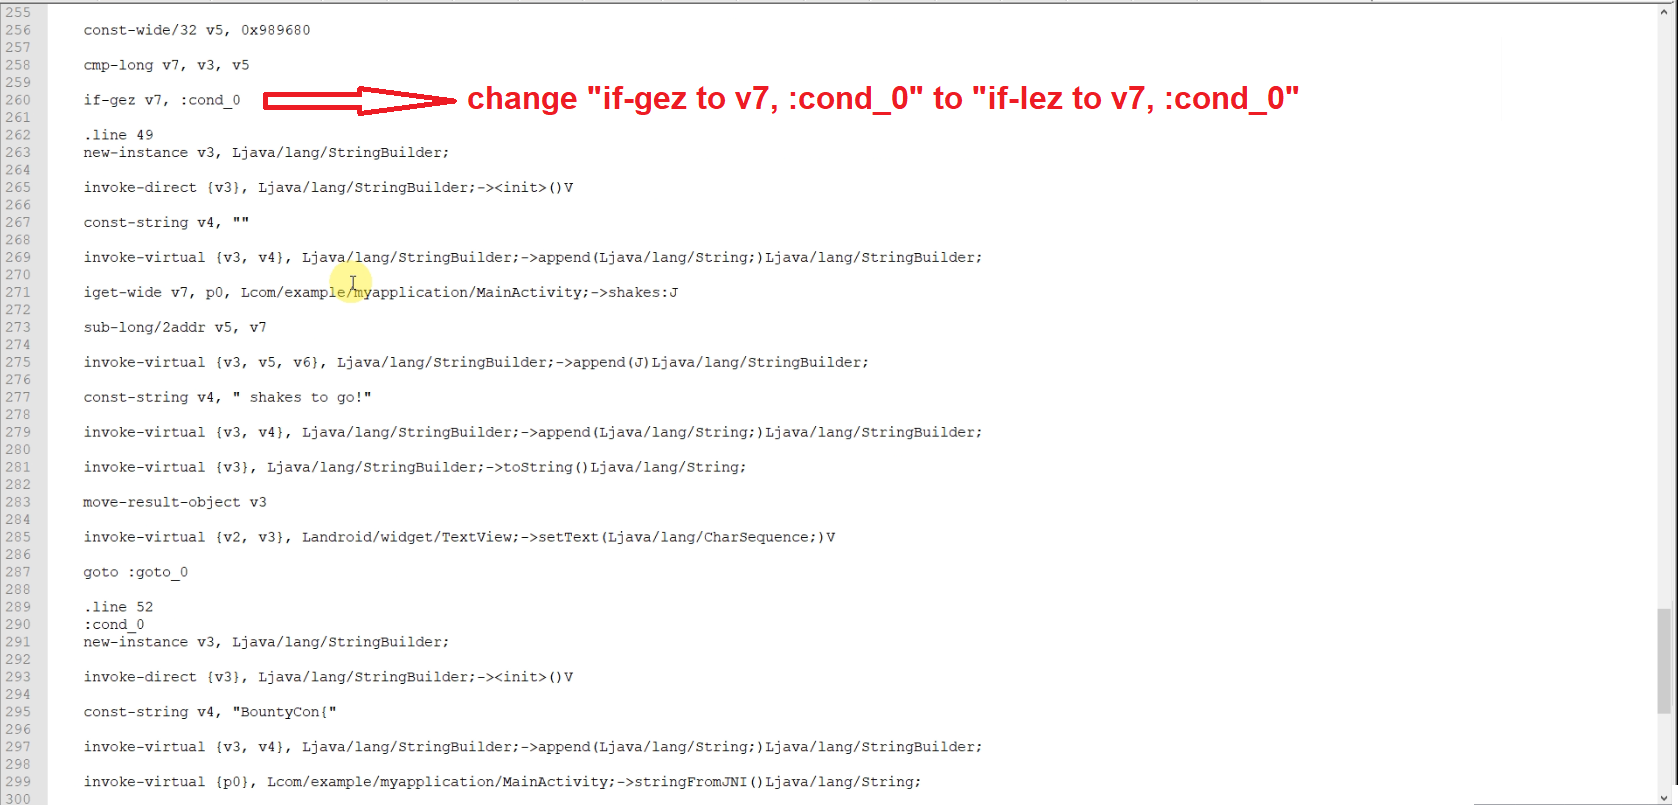 255
256 const-wide/32 v5, 0x989680
257
258 cmp-long v7, v3, v5
259
260 if-gez v7, :cond_0 change "if-gez to v7, :cond_0" to "if-lez to v7, :cond_0"
261
262 .line 49
263 new-instance v3, Ljava/lang/StringBuilder;
264
265 invoke-direct {v3}, Ljava/lang/StringBuilder;-><init>()V
266
267 const-string v4, ""
268
269 invoke-virtual {v3, v4}, Ljava/lang/StringBuilder;->append(Ljava/lang/String;)Ljava/lang/StringBuilder;
270
271 iget-wide v7, p0, Lcom/example/myapplication/MainActivity;->shakes:J
272
273 sub-long/2addr v5, v7
274
275 invoke-virtual {v3, v5, v6}, Ljava/lang/StringBuilder;->append(J)Ljava/lang/StringBuilder;
276
277 const-string v4, " shakes to go!"
278
279 invoke-virtual {v3, v4}, Ljava/lang/StringBuilder;->append(Ljava/lang/String;)Ljava/lang/StringBuilder;
280
281 invoke-virtual {v3}, Ljava/lang/StringBuilder;->toString()Ljava/lang/String;
282
283 move-result-object v3
284
285 invoke-virtual {v2, v3}, Landroid/widget/TextView;->setText(Ljava/lang/CharSequence;)V
286
287 goto :goto_0
288
289 .line 52
290 :cond_0
291 new-instance v3, Ljava/lang/StringBuilder;
292
293 invoke-direct {v3}, Ljava/lang/StringBuilder;-><init>()V
294
295 const-string v4, "BountyCon{"
296
297 invoke-virtual {v3, v4}, Ljava/lang/StringBuilder;->append(Ljava/lang/String;)Ljava/lang/StringBuilder;
298
299 invoke-virtual {p0}, Lcom/example/myapplication/MainActivity;->stringFromJNI()Ljava/lang/String;
300